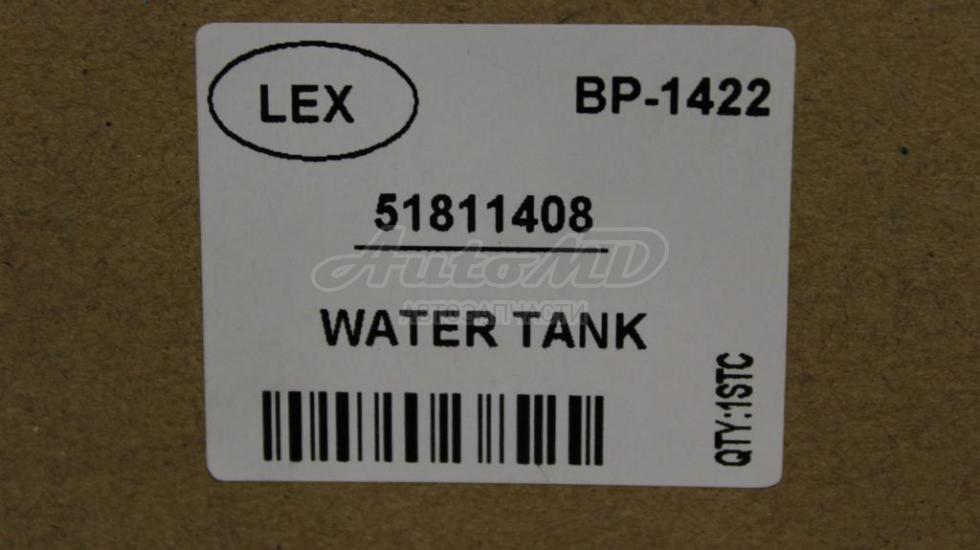 LEX
BP-1422
51811408
AutoMD
АВТОЗАПЧАСТИ
WATER TANK
QTY:1STC